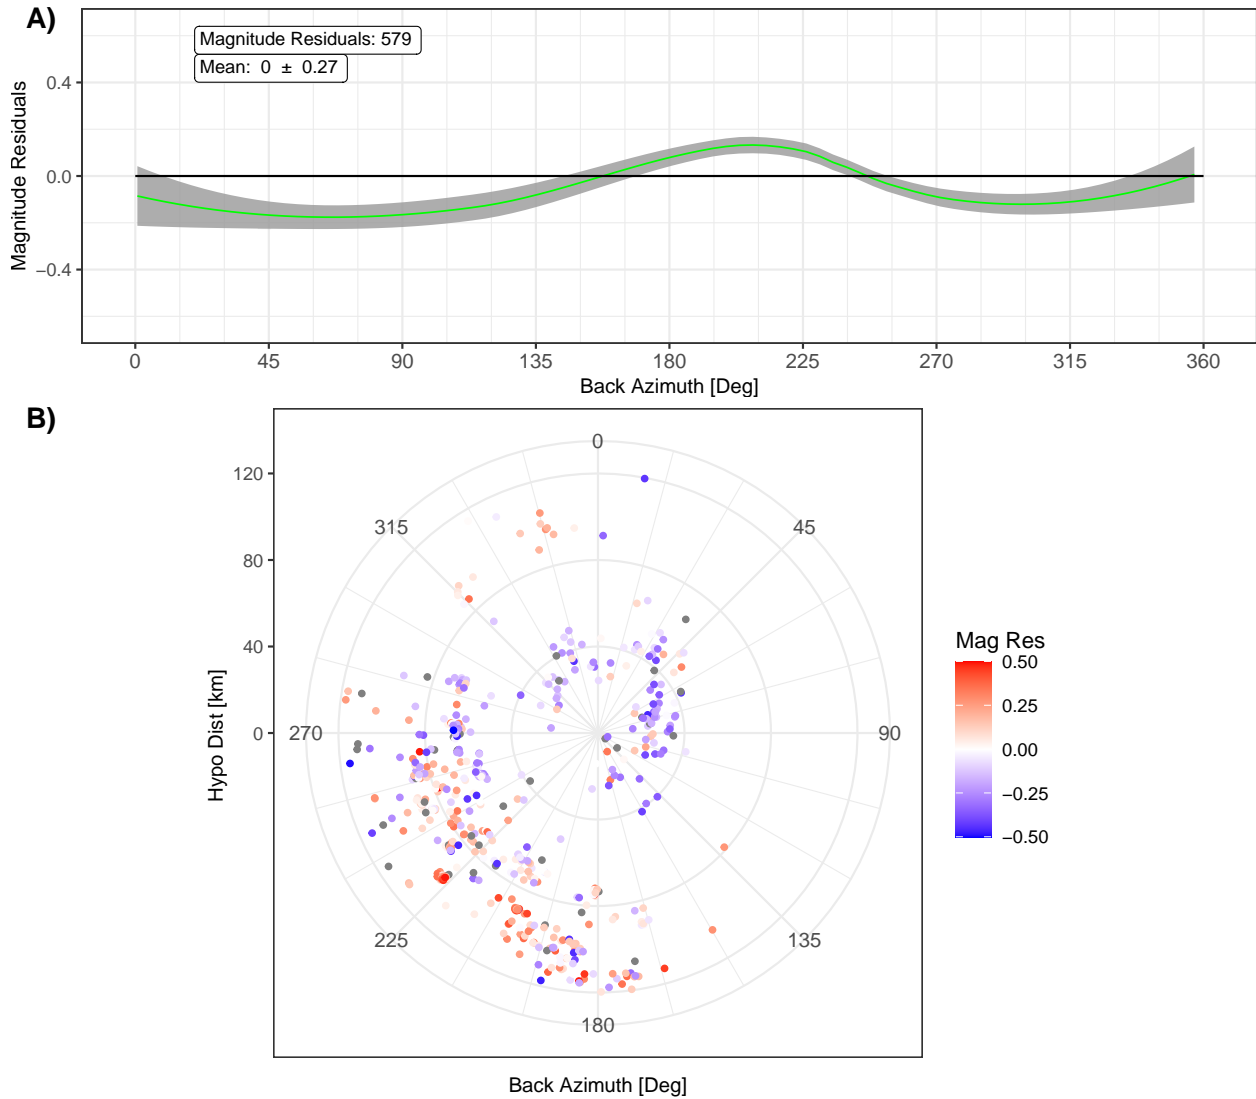 A)
Magnitude Residuals: 579
Mean:  0  ±  0.27
0.4
0.0
−0.4
Magnitude Residuals
0 45 90 135 180 225 270 315 360
Back Azimuth [Deg]
B)
0
45
90
135
180
225
270
315
120
80
40
0
Hypo Dist [km]
Back Azimuth [Deg]
Mag Res
0.50
0.25
0.00
−0.25
−0.50